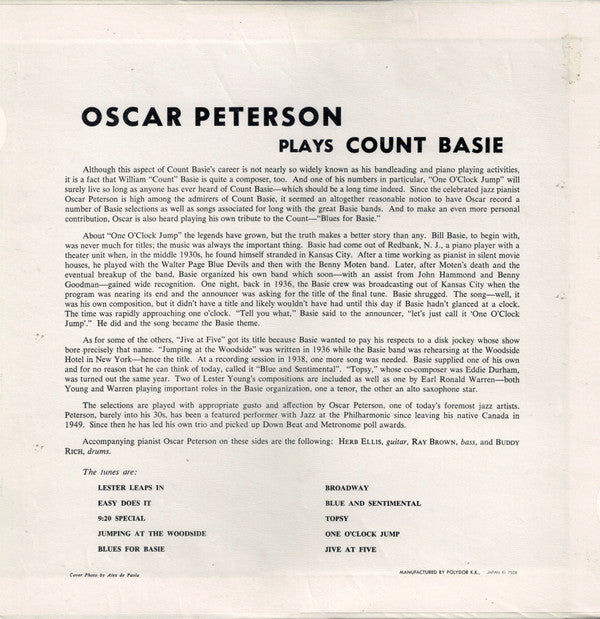 OSCAR PETERSON
PLAYS COUNT BASIE
Although this aspect of Count Basie's career is not nearly so widely known as his bandleading and piano playing activities,
it is a fact that William "Count" Basie is quite a composer, too. And one of his numbers in particular, "One O'Clock Jump" will
surely live so long as anyone has ever heard of Count Basie—which should be a long time indeed. Since the celebrated jazz pianist
Oscar Peterson is high among the admirers of Count Basie, it seemed an altogether reasonable notion to have Oscar record a
number of Basie selections as well as songs associated for long with the great Basie bands. And to make an even more personal
contribution, Oscar is also heard playing his own tribute to the Count—"Blues for Basie."
About "One O'Clock Jump" the legends have grown, but the truth makes a better story than any. Bill Basie, to begin with,
was never much for titles; the music was always the important thing. Basie had come out of Redbank, N. J., a piano player with a
theater unit when, in the middle 1930s, he found himself stranded in Kansas City. After a time working as pianist in silent movie
houses, he played with the Walter Page Blue Devils and then with the Benny Moten band. Later, after Moten's death and the
eventual breakup of the band, Basie organized his own band which soon—with an assist from John Hammond and Benny
Goodman—gained wide recognition. One night, back in 1936, the Basie crew was broadcasting out of Kansas City when the
program was nearing its end and the announcer was asking for the title of the final tune. Basie shrugged. The song—well, it
was his own composition, but it didn't have a title and likely wouldn't have had until this day if Basie hadn't glanced at a clock.
The time was rapidly approaching one o'clock. "Tell you what," Basie said to the announcer, "let's just call it 'One O'Clock
Jump'." He did and the song became the Basie theme.
As for some of the others, "Jive at Five" got its title because Basie wanted to pay his respects to a disk jockey whose show
bore precisely that name. "Jumping at the Woodside" was written in 1936 while the Basie band was rehearsing at the Woodside
Hotel in New York—hence the title. At a recording session in 1938, one more song was needed. Basie supplied one of his own
and for no reason that he can think of today, called it "Blue and Sentimental". "Topsy," whose co-composer was Eddie Durham,
was turned out the same year. Two of Lester Young's compositions are included as well as one by Earl Ronald Warren—both
Young and Warren playing important roles in the Basie organization, one a tenor, the other an alto saxophone star.
The selections are played with appropriate gusto and affection by Oscar Peterson, one of today's foremost jazz artists.
Peterson, barely into his 30s, has been a featured performer with Jazz at the Philharmonic since leaving his native Canada in
1949. Since then he has led his own trio and picked up Down Beat and Metronome poll awards.
Accompanying pianist Oscar Peterson on these sides are the following: HERB ELLIS, guitar, RAY BROWN, bass, and BUDDY
RICH, drums.
The tunes are:
LESTER LEAPS IN
EASY DOES IT
9:20 SPECIAL
JUMPING AT THE WOODSIDE
BLUES FOR BASIE
BROADWAY
BLUE AND SENTIMENTAL
TOPSY
ONE O'CLOCK JUMP
JIVE AT FIVE
Cover Photo by Alex de Paola
MANUFACTURED BY POLYDOR K.K., JAPAN